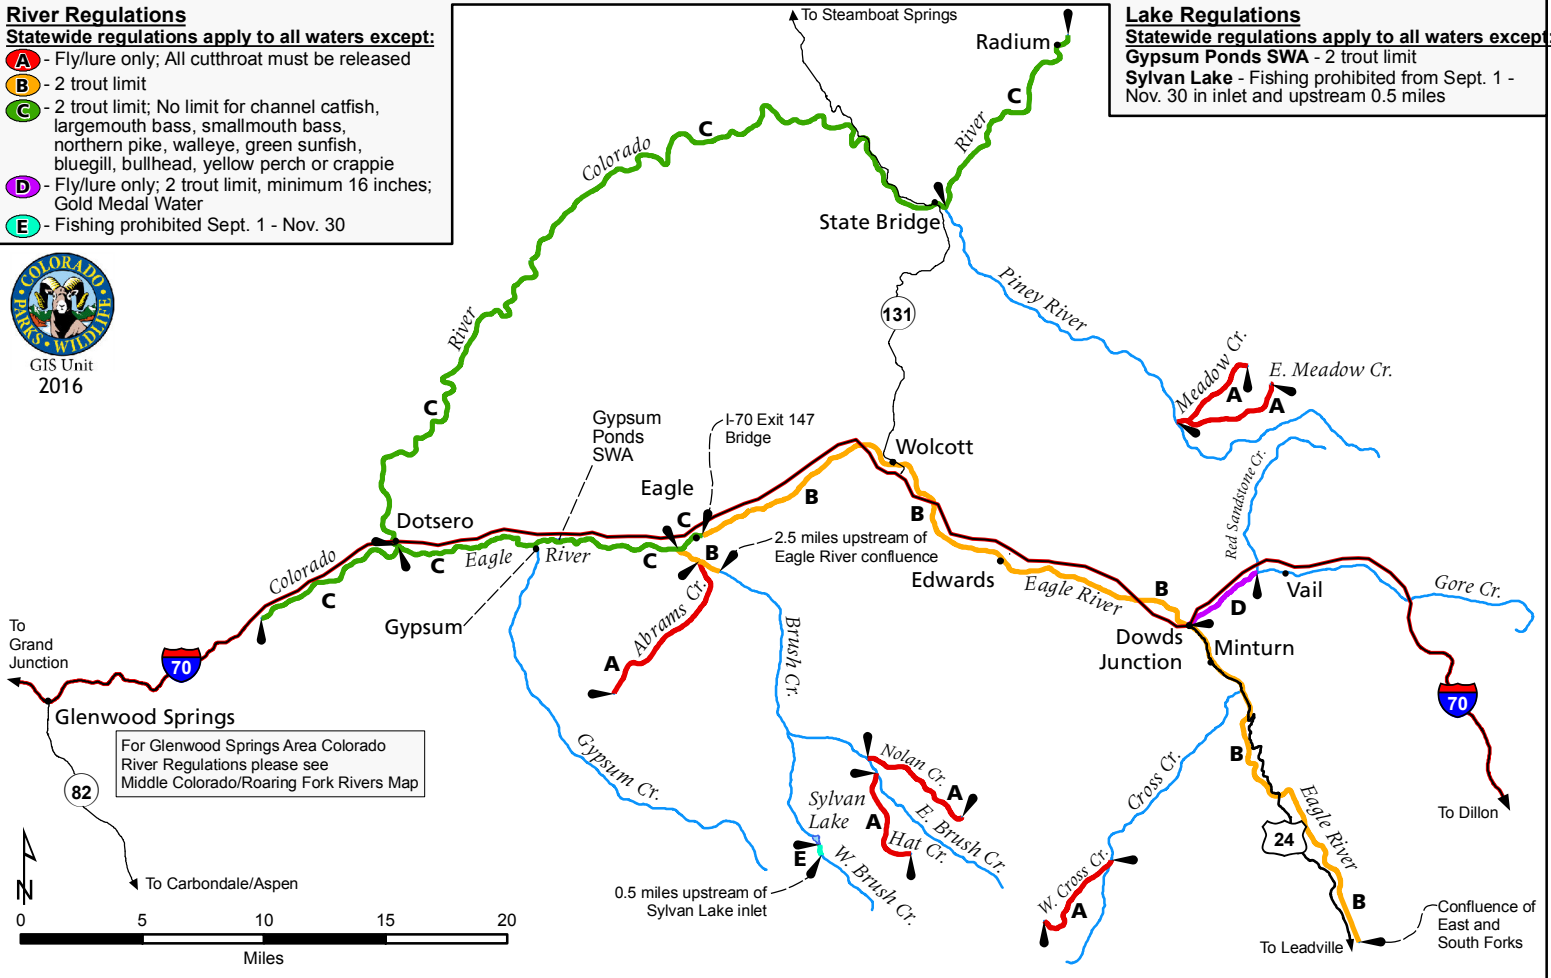 River Regulations
Statewide regulations apply to all waters except:
A - Fly/lure only; All cutthroat must be released
B - 2 trout limit
C - 2 trout limit; No limit for channel catfish,
largemouth bass, smallmouth bass,
northern pike, walleye, green sunfish,
bluegill, bullhead, yellow perch or crappie
D - Fly/lure only; 2 trout limit, minimum 16 inches;
Gold Medal Water
E - Fishing prohibited Sept. 1 - Nov. 30
Lake Regulations
Statewide regulations apply to all waters except:
Gypsum Ponds SWA - 2 trout limit
Sylvan Lake - Fishing prohibited from Sept. 1 -
Nov. 30 in inlet and upstream 0.5 miles
COLORADO
PARKS • WILDLIFE
GIS Unit
2016
To Steamboat Springs
Radium
C
River
C
Colorado
State Bridge
Piney River
River
131
Meadow Cr.
E. Meadow Cr.
A
A
C
Gypsum
Ponds
SWA
I-70 Exit 147
Bridge
Wolcott
Eagle
B
Red Sandstone Cr.
Dotsero
C
B
2.5 miles upstream of
Eagle River confluence
Colorado
C
Eagle
River
C
B
Edwards
Eagle River
B
Vail
Gore Cr.
C
Abrams Cr.
D
Gypsum
Brush Cr.
Dowds
Junction
Minturn
To
Grand
Junction
70
A
70
Glenwood Springs
For Glenwood Springs Area Colorado
River Regulations please see
Middle Colorado/Roaring Fork Rivers Map
82
Gypsum Cr.
Nolan Cr.
A
B
Cross Cr.
Sylvan
Lake
A
E. Brush Cr.
Hat Cr.
Eagle River
To Dillon
24
E
W. Brush Cr.
W. Cross Cr.
A
N
To Carbondale/Aspen
0.5 miles upstream of
Sylvan Lake inlet
B
Confluence of
East and
South Forks
To Leadville
0 5 10 15 20
Miles